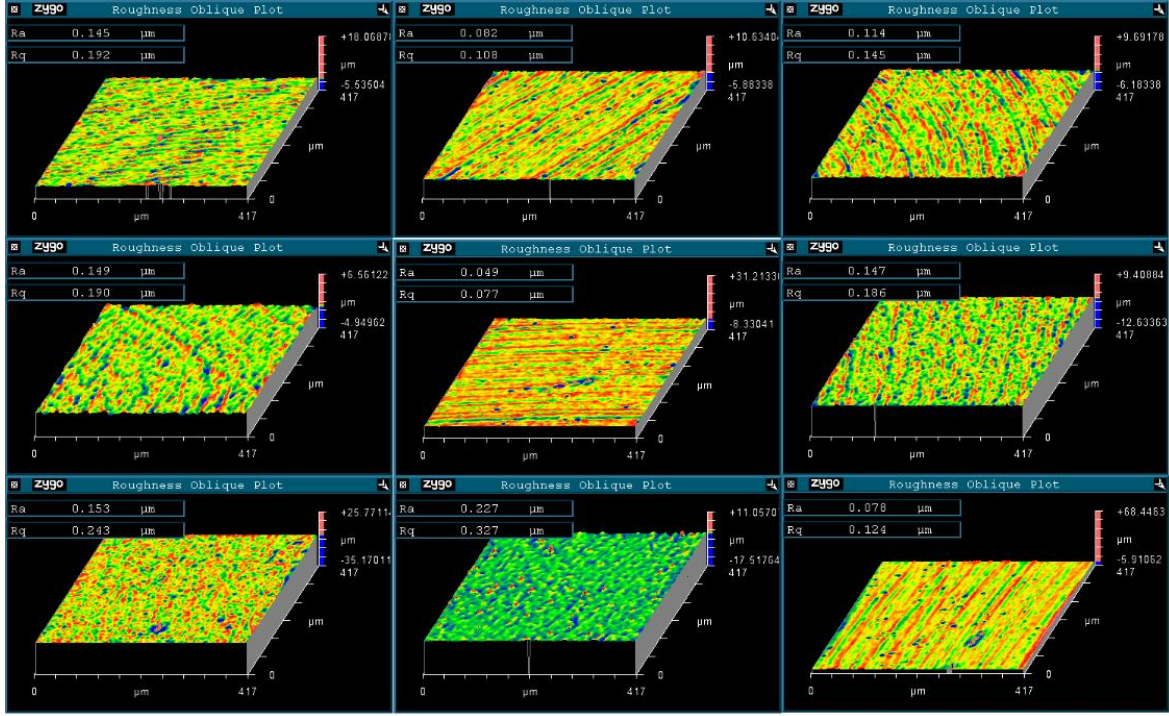 zygo Roughness Oblique Plot
Ra 0.145 µm
Rq 0.192 µm
+18.0687
µm
-5.53504
417
µm
0
0 µm 417
zygo Roughness Oblique Plot
Ra 0.082 µm
Rq 0.108 µm
+10.6340
µm
-5.88338
417
µm
0
0 µm 417
zygo Roughness Oblique Plot
Ra 0.114 µm
Rq 0.145 µm
+9.69178
µm
-6.18338
417
µm
0
0 µm 417
zygo Roughness Oblique Plot
Ra 0.149 µm
Rq 0.190 µm
+6.56122
µm
-4.94962
417
µm
0
0 µm 417
zygo Roughness Oblique Plot
Ra 0.049 µm
Rq 0.077 µm
+31.2133
µm
-8.33041
417
µm
0
0 µm 417
zygo Roughness Oblique Plot
Ra 0.147 µm
Rq 0.186 µm
+9.40884
µm
-12.63363
417
µm
0
0 µm 417
zygo Roughness Oblique Plot
Ra 0.153 µm
Rq 0.243 µm
+25.7711
µm
-35.17011
417
µm
0
0 µm 417
zygo Roughness Oblique Plot
Ra 0.227 µm
Rq 0.327 µm
+11.0570
µm
-17.51764
417
µm
0
0 µm 417
zygo Roughness Oblique Plot
Ra 0.078 µm
Rq 0.124 µm
+68.4463
µm
-5.91062
417
µm
0
0 µm 417